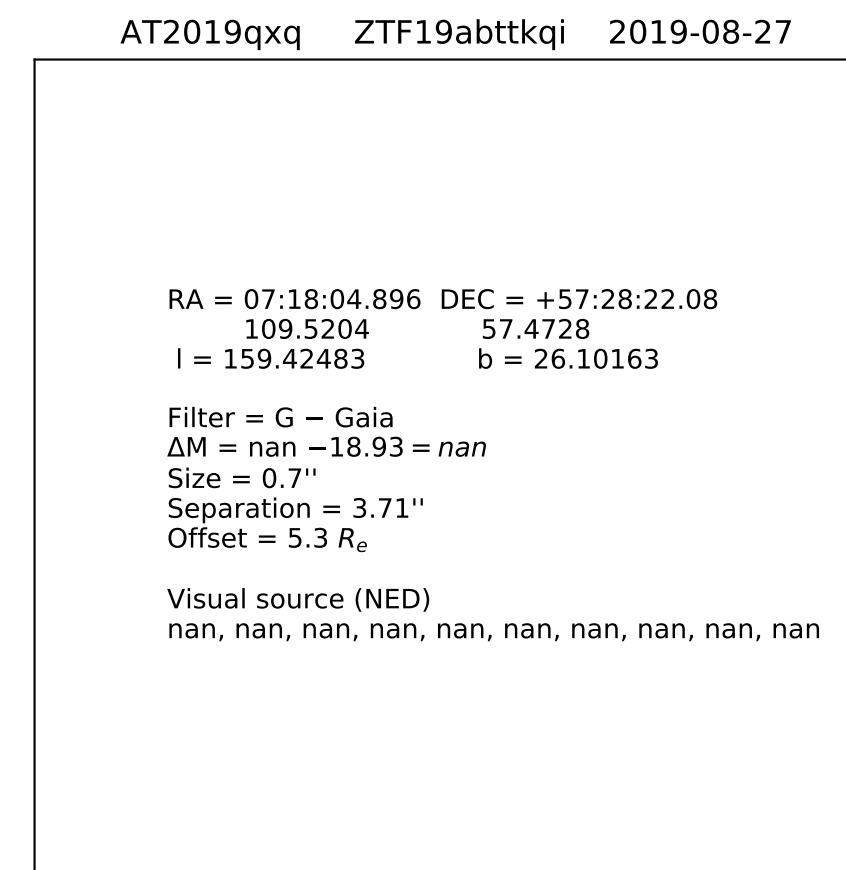 AT2019qxq ZTF19abttkqi 2019-08-27
RA = 07:18:04.896 DEC = +57:28:22.08
109.5204 57.4728
l = 159.42483 b = 26.10163
Filter = G − Gaia
ΔM = nan −18.93 = nan
Size = 0.7''
Separation = 3.71''
Offset = 5.3 Rₑ
Visual source (NED)
nan, nan, nan, nan, nan, nan, nan, nan, nan, nan